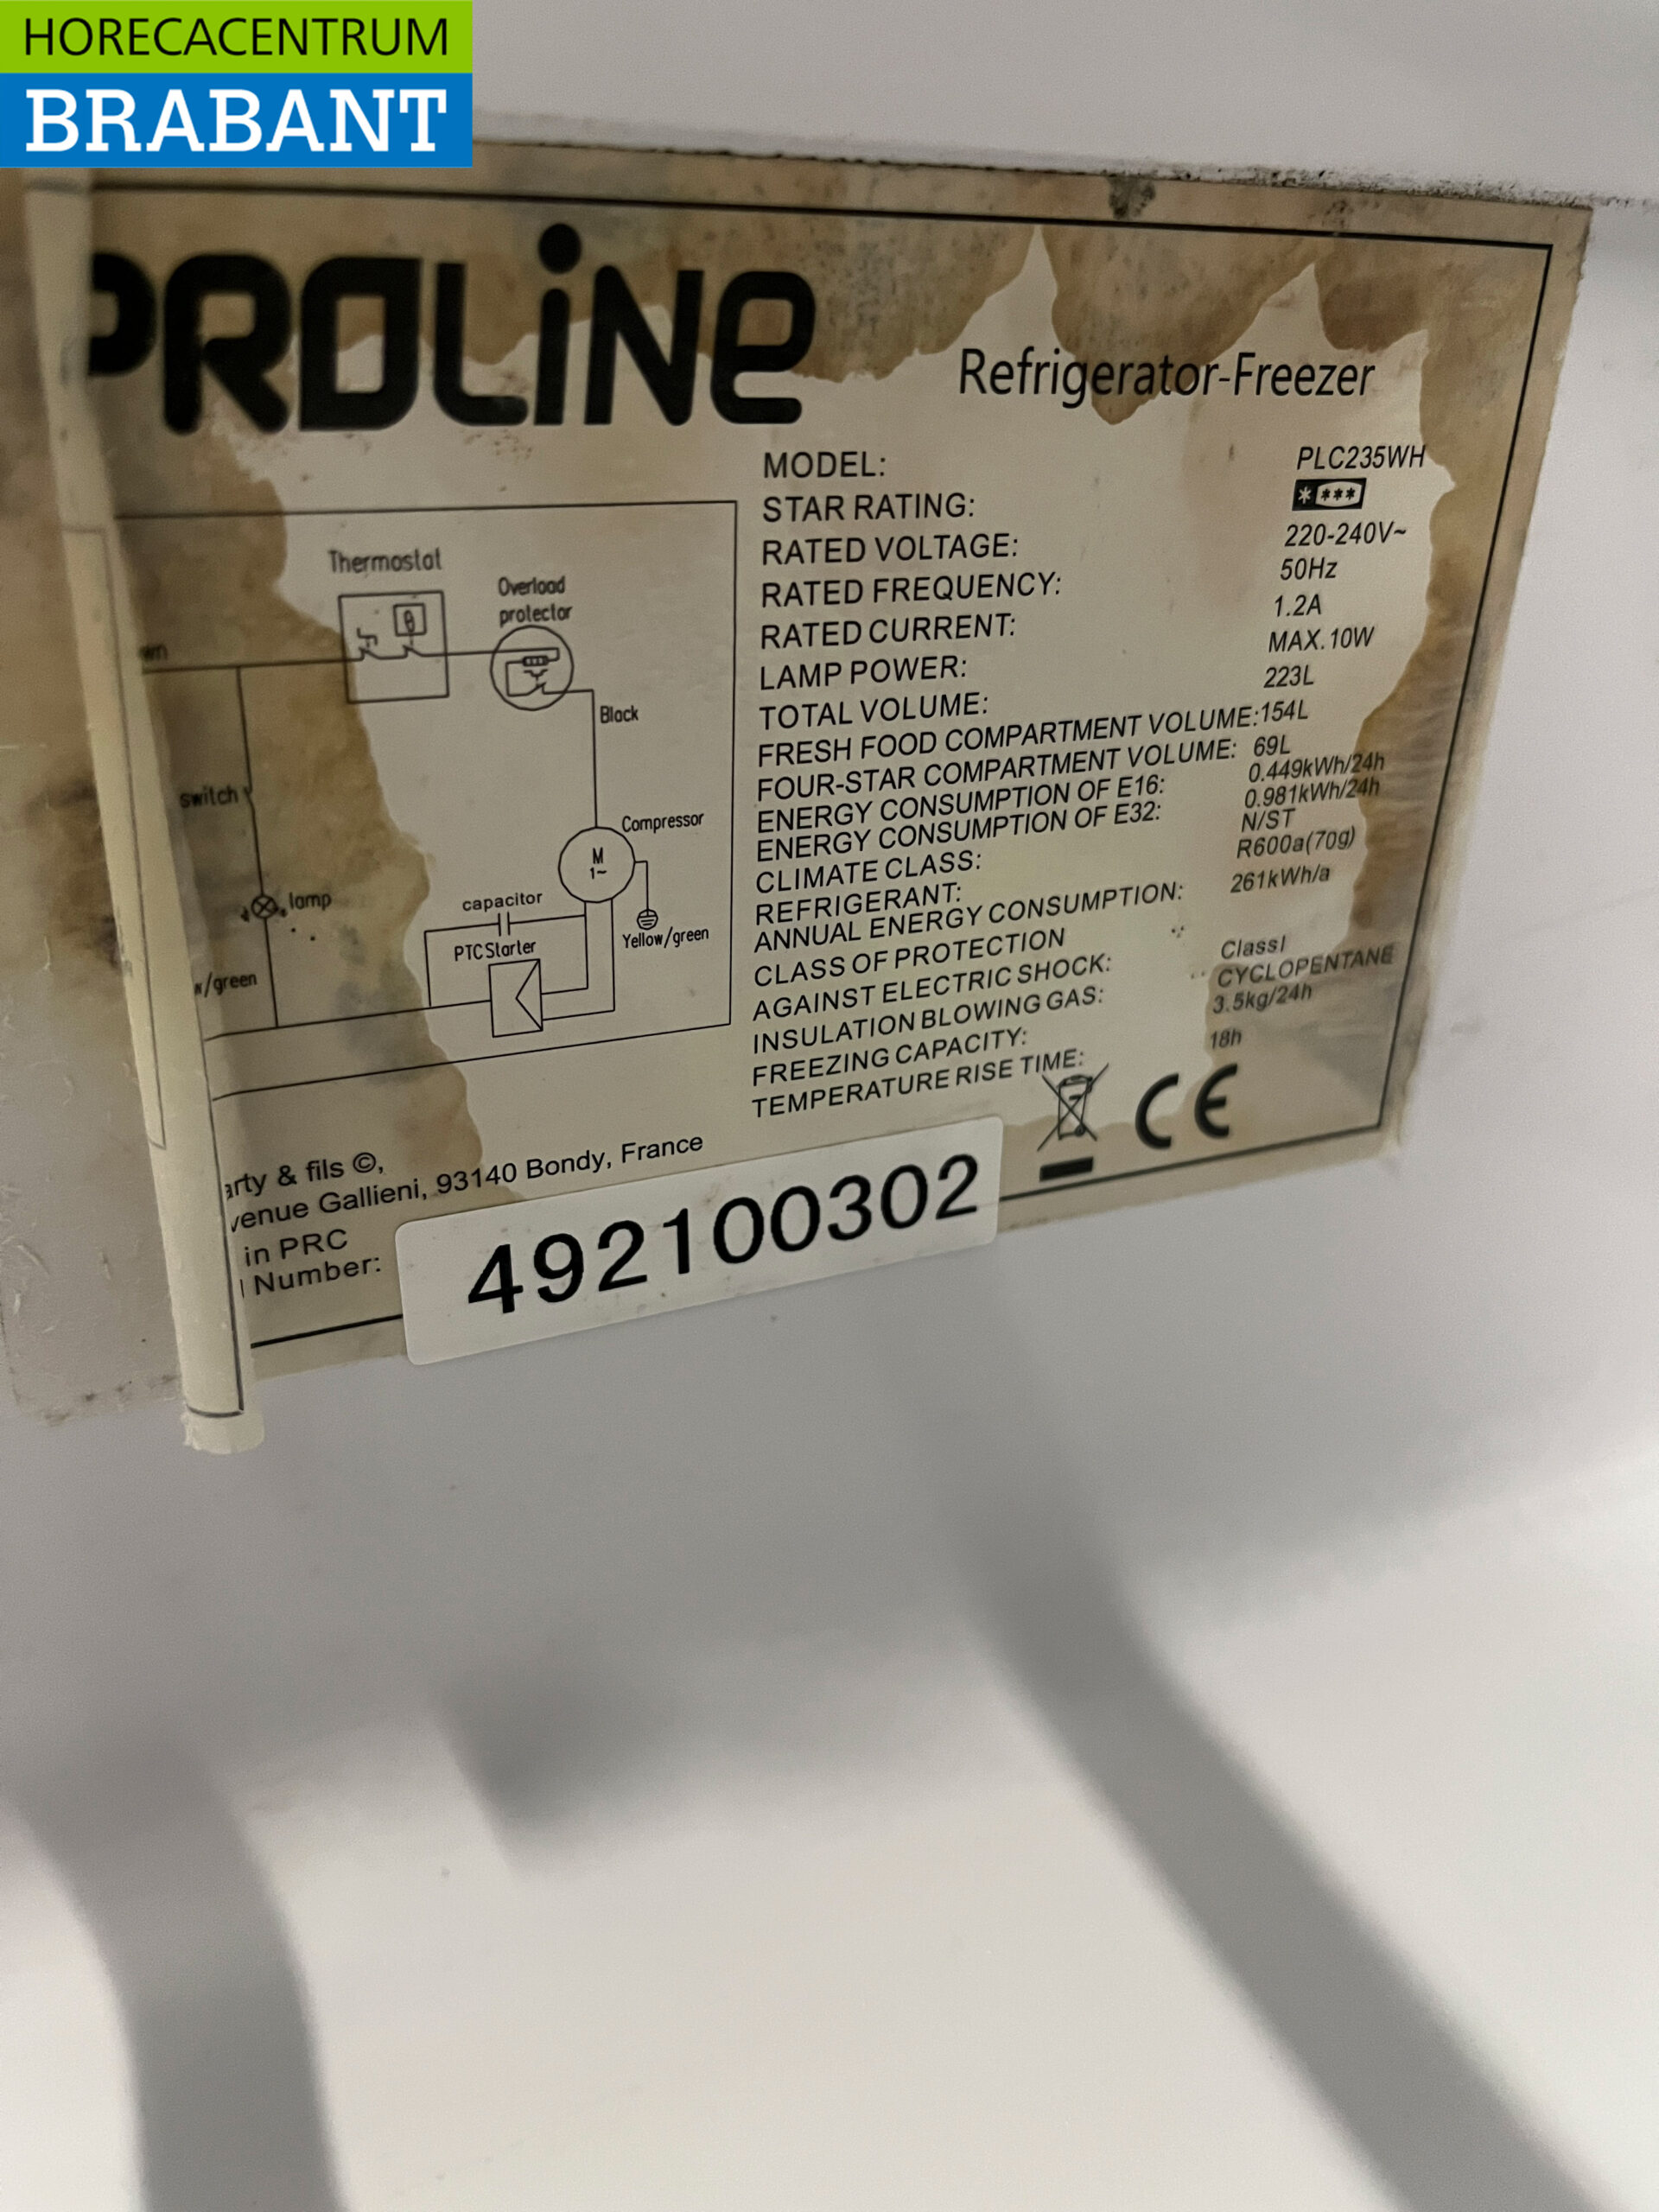 HORECACENTRUM
BRABANT
PROLiNe
Refrigerator-Freezer
MODEL: PLC235WH
STAR RATING: * ***
RATED VOLTAGE: 220-240V~
RATED FREQUENCY: 50Hz
RATED CURRENT: 1.2A
LAMP POWER: MAX.10W
TOTAL VOLUME: 223L
FRESH FOOD COMPARTMENT VOLUME: 154L
FOUR-STAR COMPARTMENT VOLUME: 69L
ENERGY CONSUMPTION OF E16: 0.449kWh/24h
ENERGY CONSUMPTION OF E32: 0.981kWh/24h
CLIMATE CLASS: N/ST
REFRIGERANT: R600a(70g)
ANNUAL ENERGY CONSUMPTION: 261kWh/a
CLASS OF PROTECTION
AGAINST ELECTRIC SHOCK: ClassI
INSULATION BLOWING GAS: CYCLOPENTANE
FREEZING CAPACITY: 3.5kg/24h
TEMPERATURE RISE TIME: 18h
CE
Thermostat
θ
Overload
protector
wn
Black
switch
Compressor
M
1~
lamp
capacitor
PTC Starter
Yellow/green
w/green
arty & fils ©,
venue Gallieni, 93140 Bondy, France
in PRC
l Number:
492100302